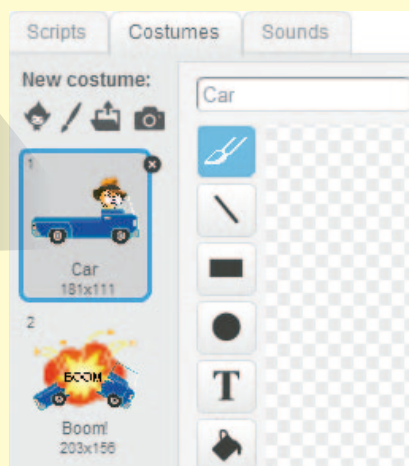 Scripts Costumes Sounds
New costume:
Car
1
Car
181x111
2
BOOM
Boom!
203x156
T